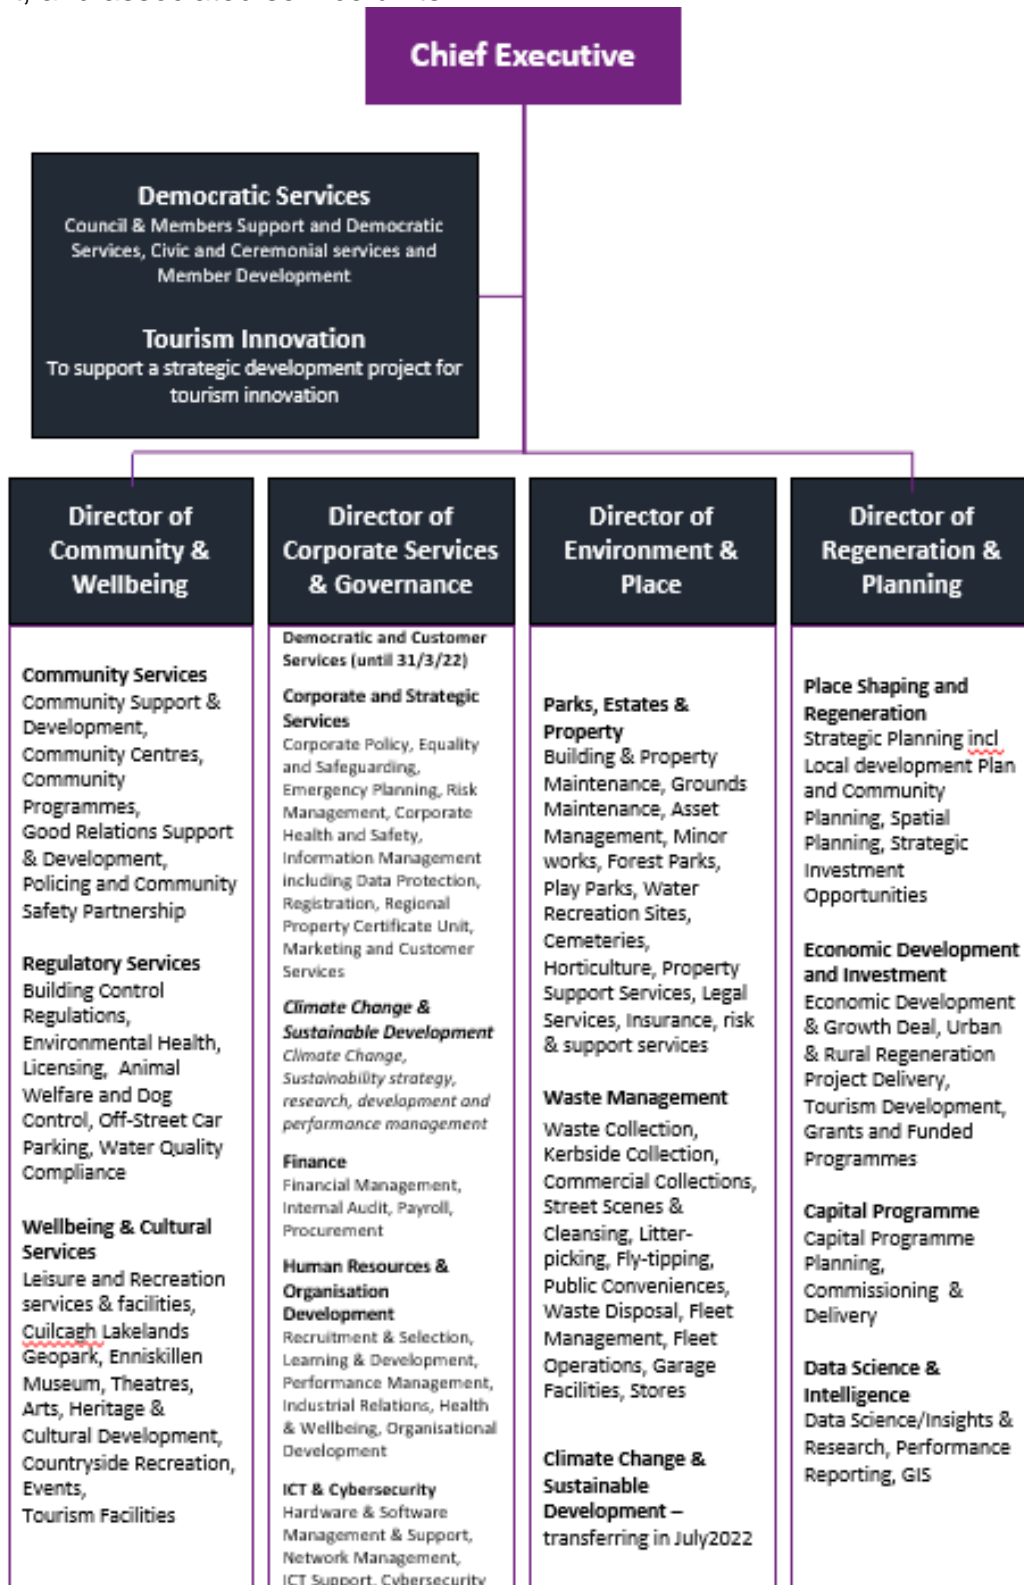 Chief Executive
Democratic Services
Council & Members Support and Democratic
Services, Civic and Ceremonial services and
Member Development
Tourism Innovation
To support a strategic development project for
tourism innovation
Director of
Community &
Wellbeing
Community Services
Community Support &
Development,
Community Centres,
Community
Programmes,
Good Relations Support
& Development,
Policing and Community
Safety Partnership
Regulatory Services
Building Control
Regulations,
Environmental Health,
Licensing, Animal
Welfare and Dog
Control, Off-Street Car
Parking, Water Quality
Compliance
Wellbeing & Cultural
Services
Leisure and Recreation
services & facilities,
Cuilcagh Lakelands
Geopark, Enniskillen
Museum, Theatres,
Arts, Heritage &
Cultural Development,
Countryside Recreation,
Events,
Tourism Facilities
Director of
Corporate Services
& Governance
Democratic and Customer
Services (until 31/3/22)
Corporate and Strategic
Services
Corporate Policy, Equality
and Safeguarding,
Emergency Planning, Risk
Management, Corporate
Health and Safety,
Information Management
including Data Protection,
Registration, Regional
Property Certificate Unit,
Marketing and Customer
Services
Climate Change &
Sustainable Development
Climate Change,
Sustainability strategy,
research, development and
performance management
Finance
Financial Management,
Internal Audit, Payroll,
Procurement
Human Resources &
Organisation
Development
Recruitment & Selection,
Learning & Development,
Performance Management,
Industrial Relations, Health
& Wellbeing, Organisational
Development
ICT & Cybersecurity
Hardware & Software
Management & Support,
Network Management,
ICT Support, Cybersecurity
Director of
Environment &
Place
Parks, Estates &
Property
Building & Property
Maintenance, Grounds
Maintenance, Asset
Management, Minor
works, Forest Parks,
Play Parks, Water
Recreation Sites,
Cemeteries,
Horticulture, Property
Support Services, Legal
Services, Insurance, risk
& support services
Waste Management
Waste Collection,
Kerbside Collection,
Commercial Collections,
Street Scenes &
Cleansing, Litter-
picking, Fly-tipping,
Public Conveniences,
Waste Disposal, Fleet
Management, Fleet
Operations, Garage
Facilities, Stores
Climate Change &
Sustainable
Development –
transferring in July2022
Director of
Regeneration &
Planning
Place Shaping and
Regeneration
Strategic Planning incl
Local development Plan
and Community
Planning, Spatial
Planning, Strategic
Investment
Opportunities
Economic Development
and Investment
Economic Development
& Growth Deal, Urban
& Rural Regeneration
Project Delivery,
Tourism Development,
Grants and Funded
Programmes
Capital Programme
Capital Programme
Planning,
Commissioning &
Delivery
Data Science &
Intelligence
Data Science/Insights &
Research, Performance
Reporting, GIS